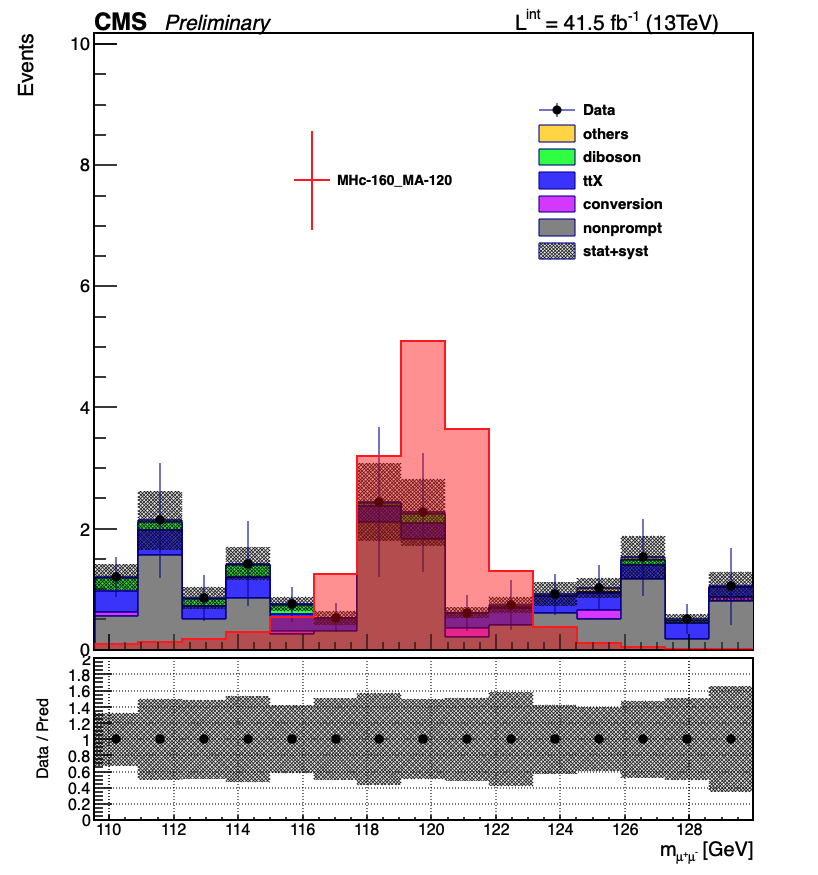 CMS Preliminary L^int = 41.5 fb^-1 (13TeV)
Events
10
8
6
4
2
0
Data
others
diboson
ttX
conversion
nonprompt
stat+syst
MHc-160_MA-120
Data / Pred
2
1.8
1.6
1.4
1.2
1
0.8
0.6
0.4
0.2
0
110 112 114 116 118 120 122 124 126 128
m_μ+μ- [GeV]